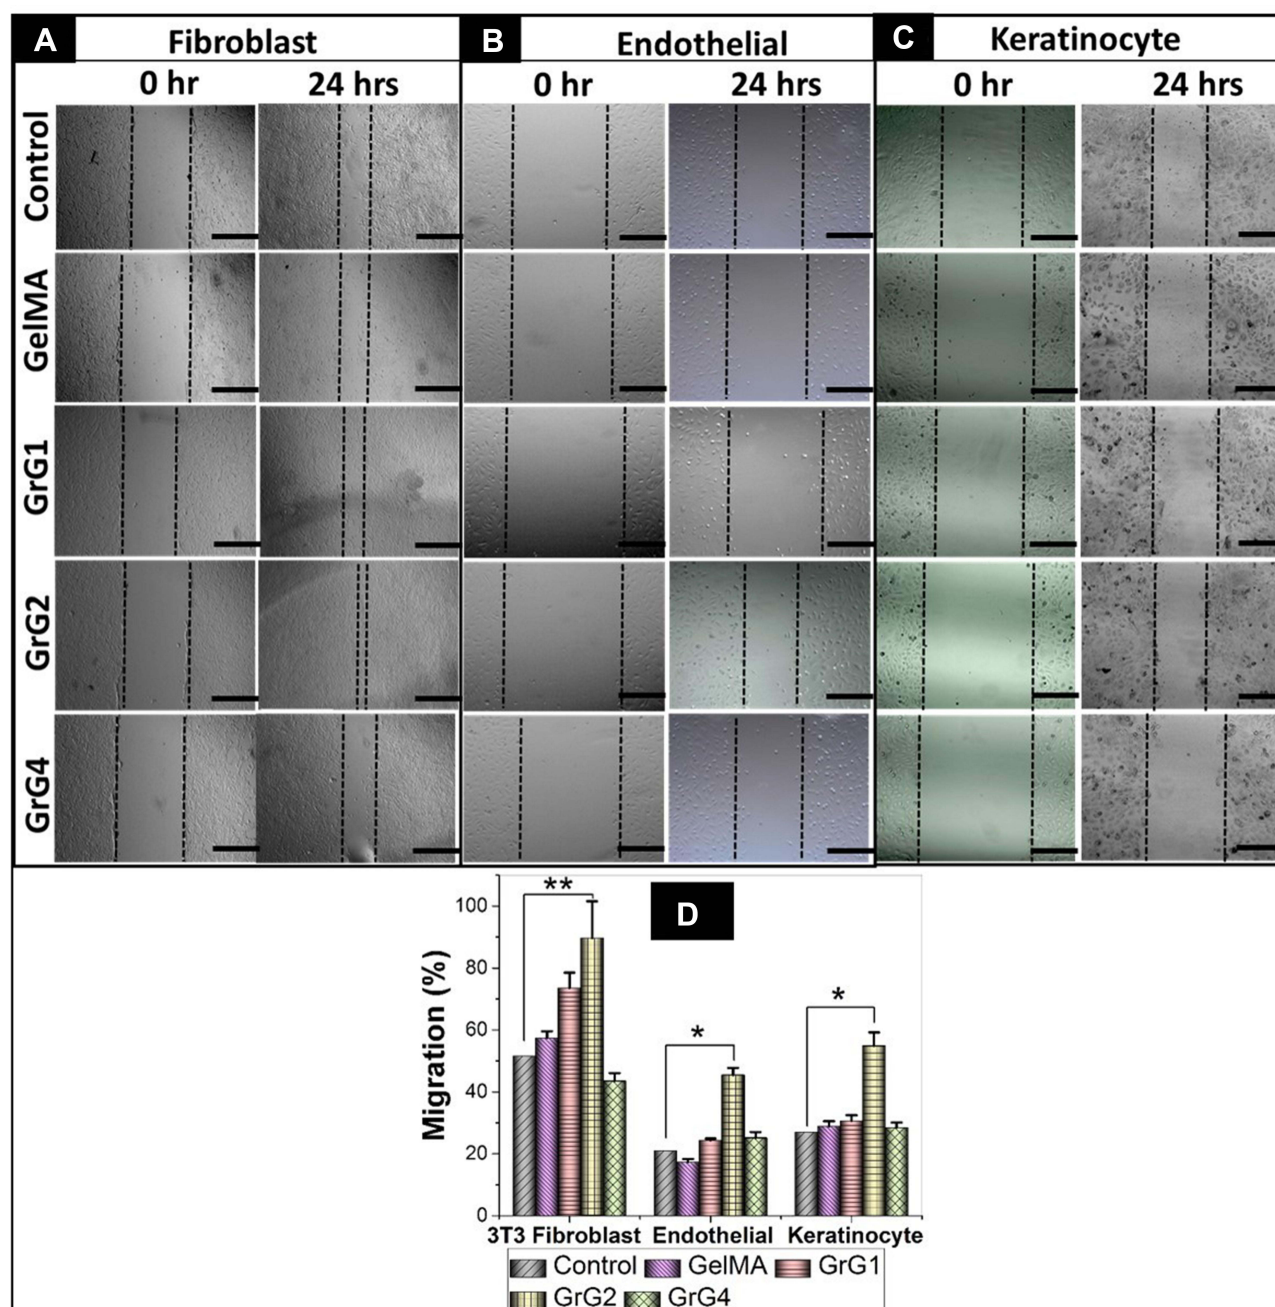 A Fibroblast B Endothelial C Keratinocyte
0 hr 24 hrs 0 hr 24 hrs 0 hr 24 hrs
Control
GelMA
GrG1
GrG2
GrG4
D
Migration (%)
100
80
60
40
20
0
**
*
*
3T3 Fibroblast Endothelial Keratinocyte
Control GelMA GrG1
GrG2 GrG4